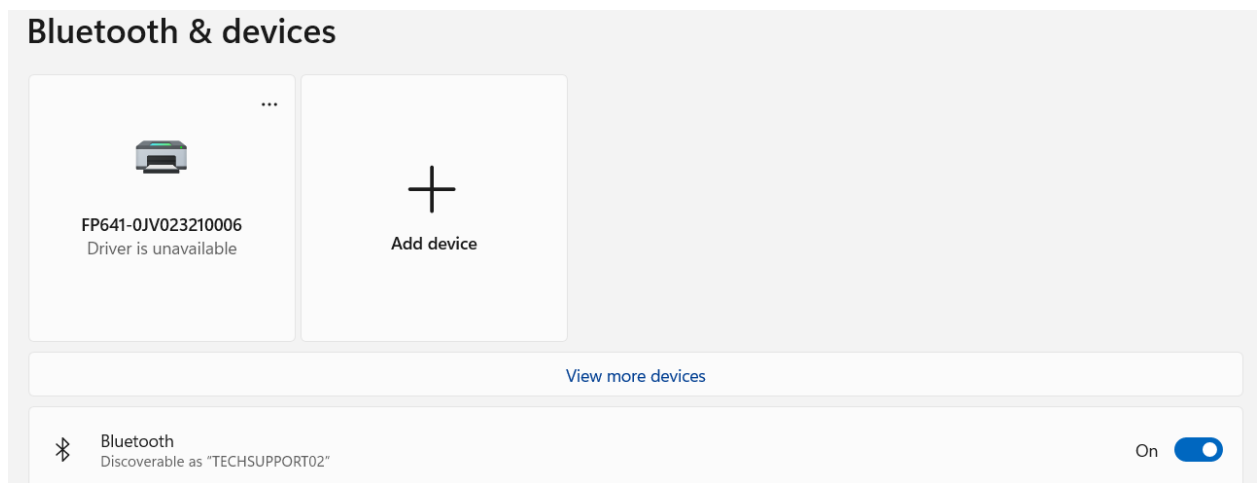 Bluetooth & devices
...
FP641-0JV023210006
Driver is unavailable
Add device
View more devices
Bluetooth
Discoverable as "TECHSUPPORT02"
On